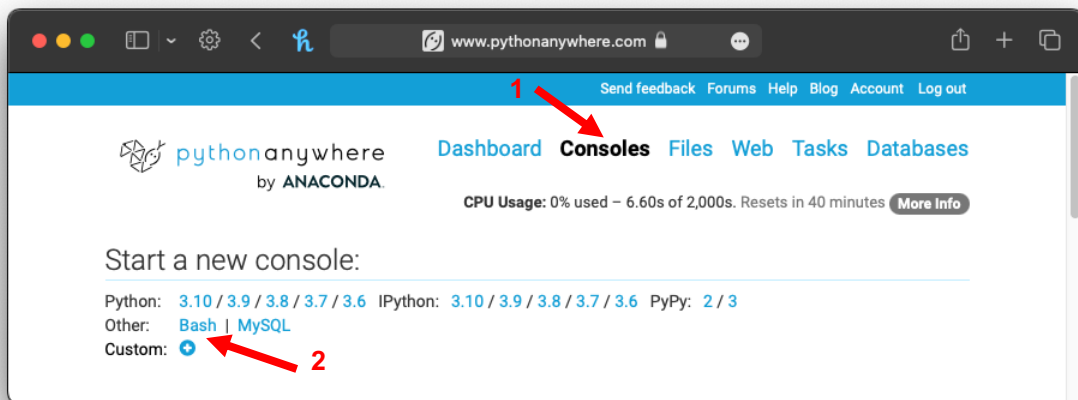 www.pythonanywhere.com
1
Send feedback Forums Help Blog Account Log out
pythonanywhere
by ANACONDA.
Dashboard Consoles Files Web Tasks Databases
CPU Usage: 0% used – 6.60s of 2,000s. Resets in 40 minutes More Info
Start a new console:
Python: 3.10 / 3.9 / 3.8 / 3.7 / 3.6 IPython: 3.10 / 3.9 / 3.8 / 3.7 / 3.6 PyPy: 2 / 3
Other: Bash | MySQL
Custom:
2